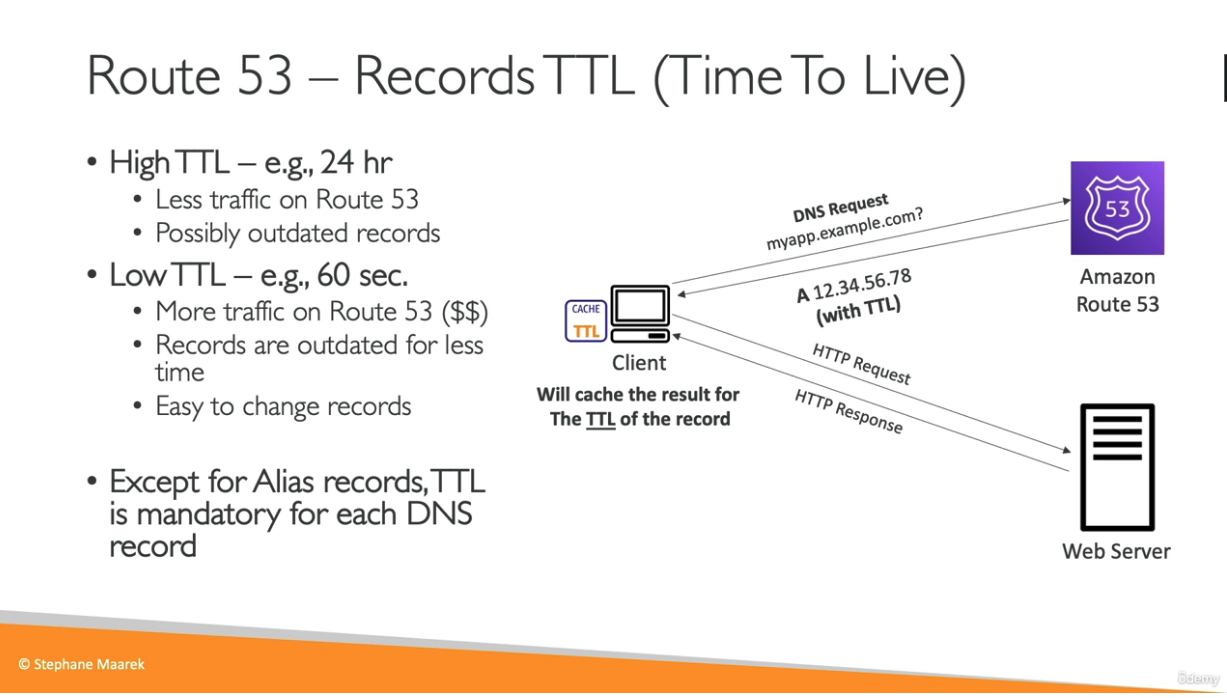 Route 53 – Records TTL (Time To Live)
• High TTL – e.g., 24 hr
• Less traffic on Route 53
• Possibly outdated records
• Low TTL – e.g., 60 sec.
• More traffic on Route 53 ($$)
• Records are outdated for less
time
• Easy to change records
• Except for Alias records, TTL
is mandatory for each DNS
record
DNS Request
myapp.example.com?
53
Amazon
Route 53
A 12.34.56.78
(with TTL)
CACHE
TTL
Client
Will cache the result for
The TTL of the record
HTTP Request
HTTP Response
Web Server
© Stephane Maarek
ûdemy